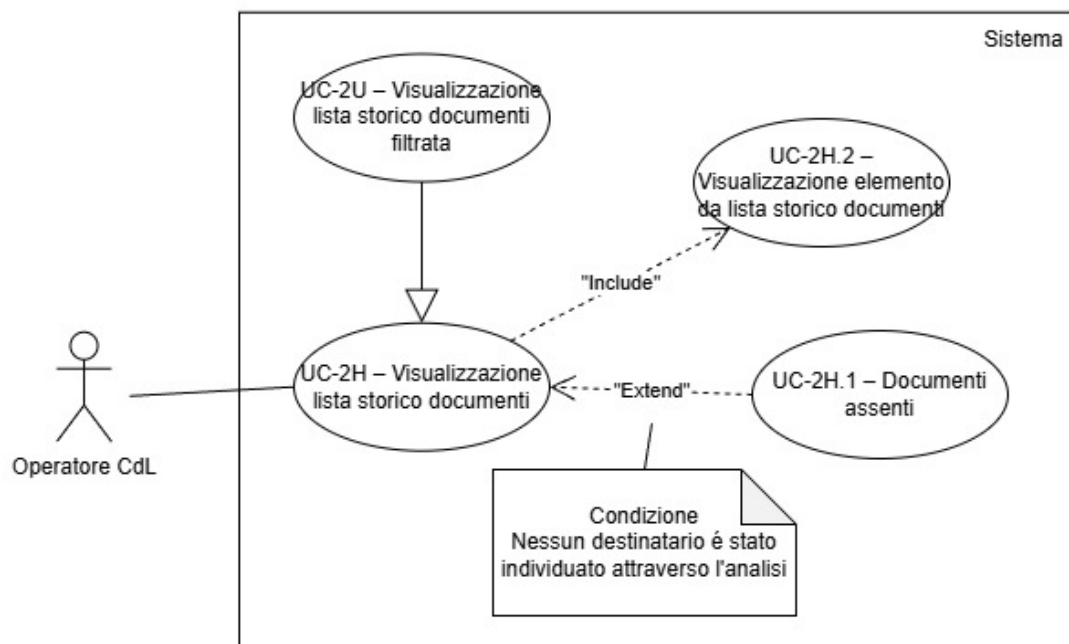 Sistema
UC-2U – Visualizzazione
lista storico documenti
filtrata
UC-2H.2 –
Visualizzazione elemento
da lista storico documenti
"Include"
UC-2H – Visualizzazione
lista storico documenti
"Extend"
UC-2H.1 – Documenti
assenti
Operatore CdL
Condizione
Nessun destinatario é stato
individuato attraverso l'analisi